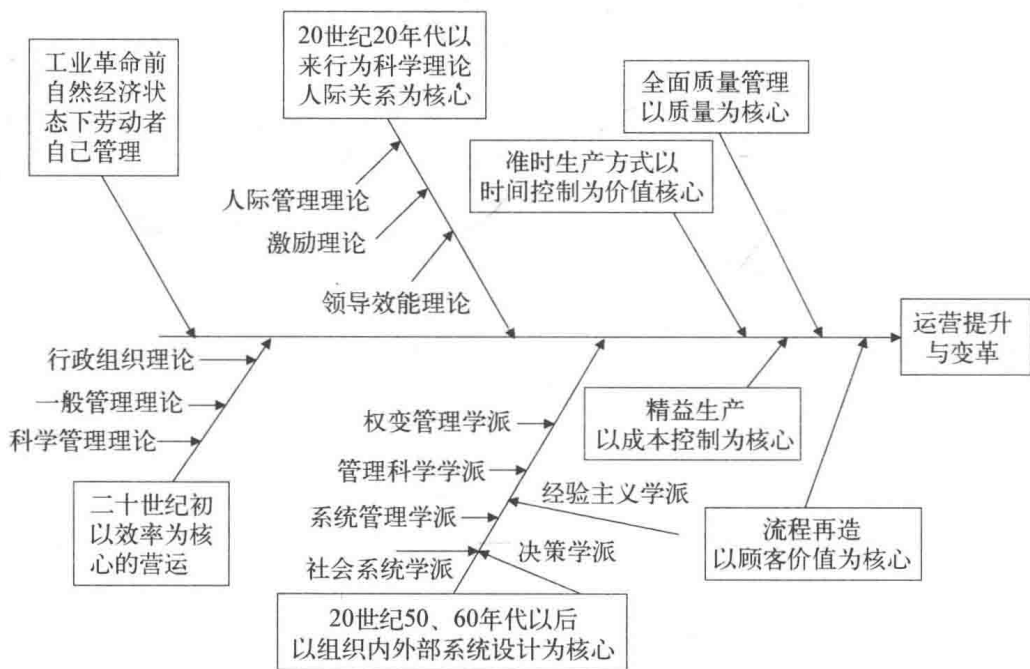 工业革命前
自然经济状
态下劳动者
自己管理
20世纪20年代以
来行为科学理论
人际关系为核心
全面质量管理
以质量为核心
准时生产方式以
时间控制为价值核心
人际管理理论
激励理论
领导效能理论
运营提升
与变革
行政组织理论
一般管理理论
科学管理理论
二十世纪初
以效率为核
心的营运
权变管理学派
管理科学学派
系统管理学派
社会系统学派
经验主义学派
决策学派
20世纪50、60年代以后
以组织内外部系统设计为核心
精益生产
以成本控制为核心
流程再造
以顾客价值为核心